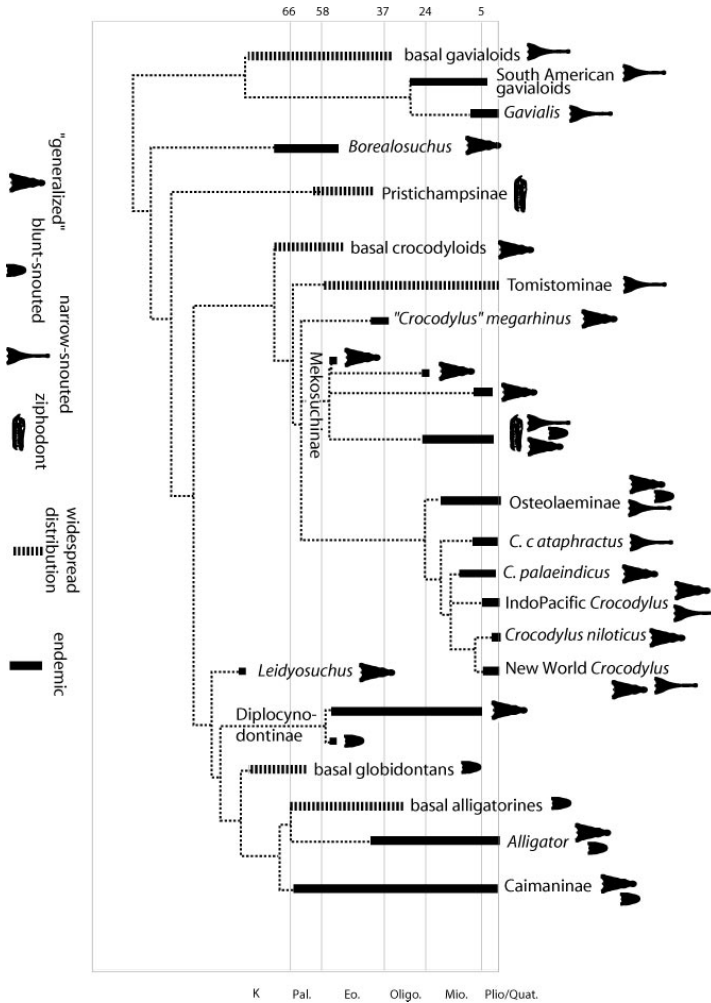 66 58 37 24 5
basal gavialoids
South American
gavialoids
Gavialis
Borealosuchus
Pristichampsinae
basal crocodyloids
Tomistominae
"Crocodylus" megarhinus
Mekosuchinae
Osteolaeminae
C. c ataphractus
C. palaeindicus
IndoPacific Crocodylus
Crocodylus niloticus
New World Crocodylus
Leidyosuchus
Diplocyno-
dontinae
basal globidontans
basal alligatorines
Alligator
Caimaninae
K Pal. Eo. Oligo. Mio. Plio/Quat.
"generalized"
blunt-snouted
narrow-snouted
ziphodont
widespread
distribution
endemic